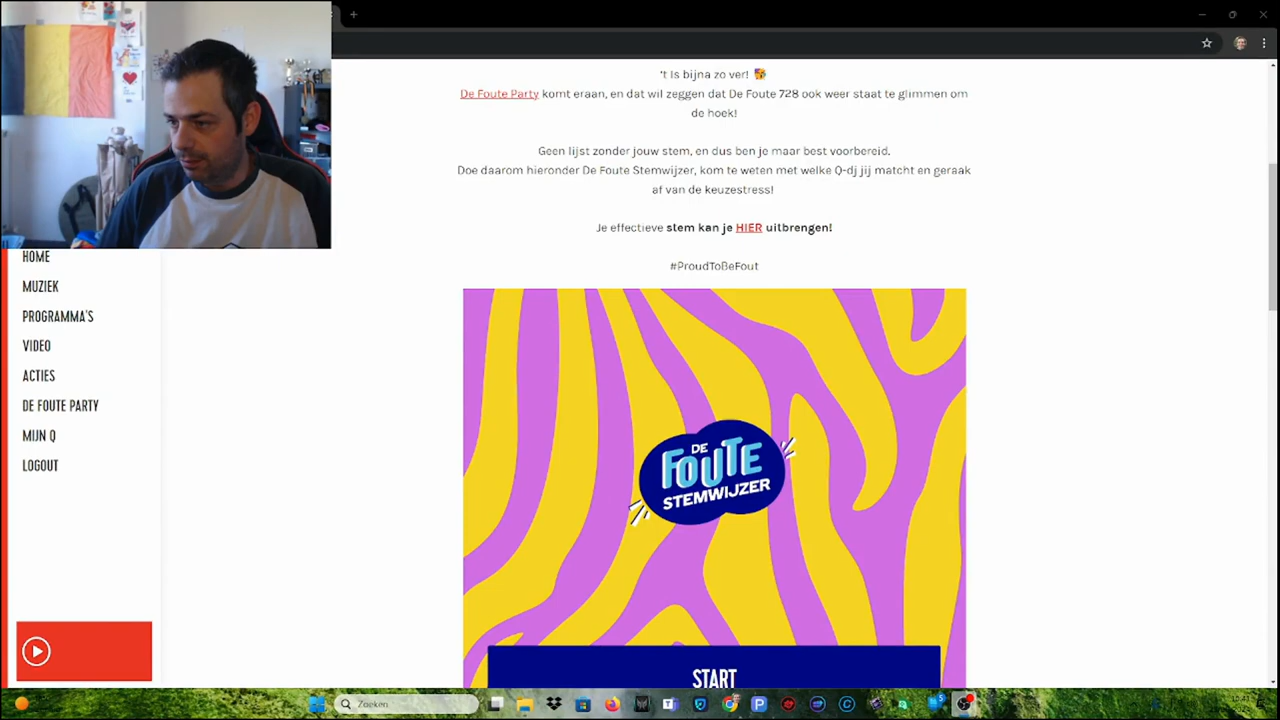 't Is bijna zo ver!
De Foute Party komt eraan, en dat wil zeggen dat De Foute 728 ook weer staat te glimmen om
de hoek!
Geen lijst zonder jouw stem, en dus ben je maar best voorbereid.
Doe daarom hieronder De Foute Stemwijzer, kom te weten met welke Q-dj jij matcht en geraak
af van de keuzestress!
Je effectieve stem kan je HIER uitbrengen!
#ProudToBeFout
HOME
MUZIEK
PROGRAMMA'S
VIDEO
ACTIES
DE FOUTE PARTY
MIJN Q
LOGOUT
DE
FOUTE
STEMWIJZER
START
Zoeken